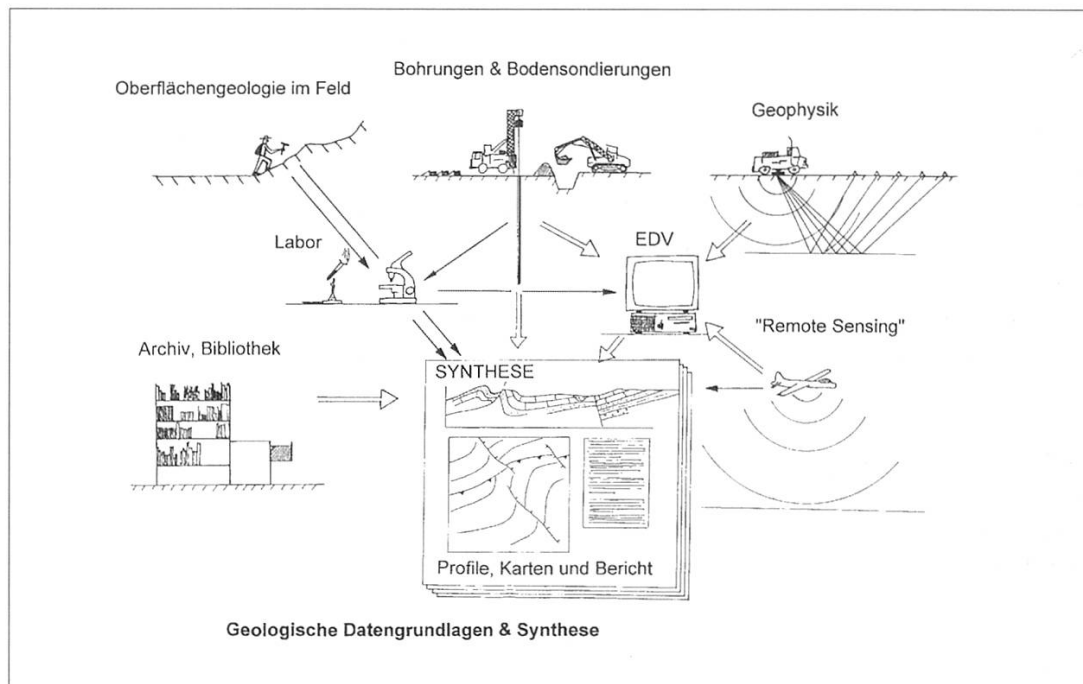 Bohrungen & Bodensondierungen
Oberflächengeologie im Feld
Geophysik
Labor
EDV
"Remote Sensing"
Archiv, Bibliothek
SYNTHESE
Profile, Karten und Bericht
Geologische Datengrundlagen & Synthese